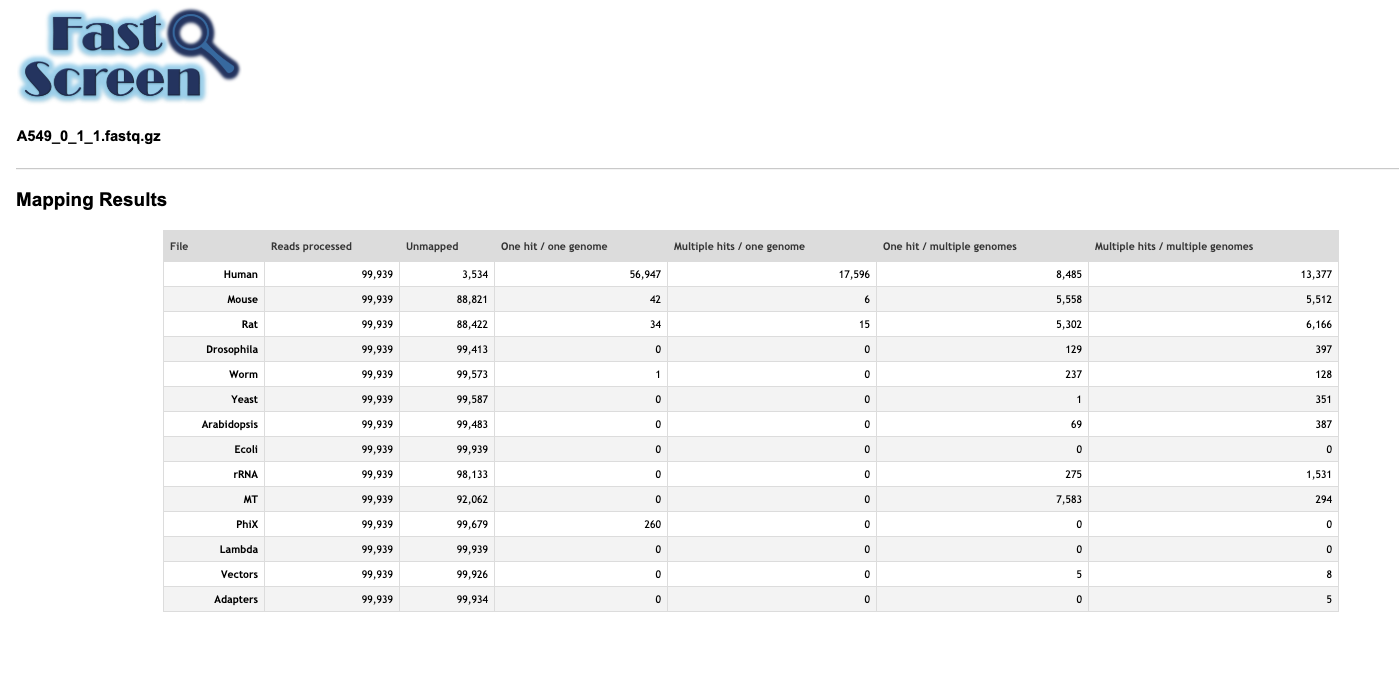 Fast
Screen
A549_0_1_1.fastq.gz
Mapping Results
File Reads processed Unmapped One hit / one genome Multiple hits / one genome One hit / multiple genomes Multiple hits / multiple genomes
Human 99,939 3,534 56,947 17,596 8,485 13,377
Mouse 99,939 88,821 42 6 5,558 5,512
Rat 99,939 88,422 34 15 5,302 6,166
Drosophila 99,939 99,413 0 0 129 397
Worm 99,939 99,573 1 0 237 128
Yeast 99,939 99,587 0 0 1 351
Arabidopsis 99,939 99,483 0 0 69 387
Ecoli 99,939 99,939 0 0 0 0
rRNA 99,939 98,133 0 0 275 1,531
MT 99,939 92,062 0 0 7,583 294
PhiX 99,939 99,679 260 0 0 0
Lambda 99,939 99,939 0 0 0 0
Vectors 99,939 99,926 0 0 5 8
Adapters 99,939 99,934 0 0 0 5